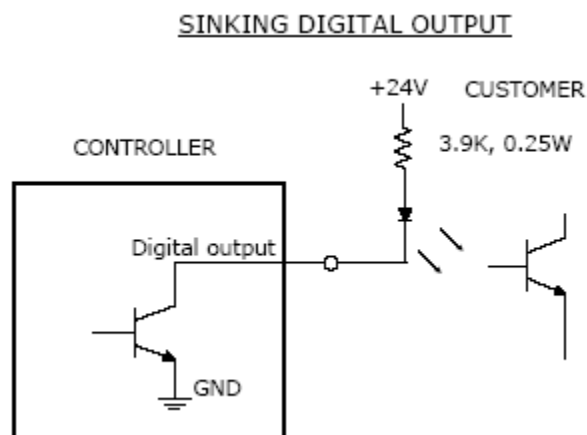 SINKING DIGITAL OUTPUT
+24V
CUSTOMER
3.9K, 0.25W
CONTROLLER
Digital output
GND